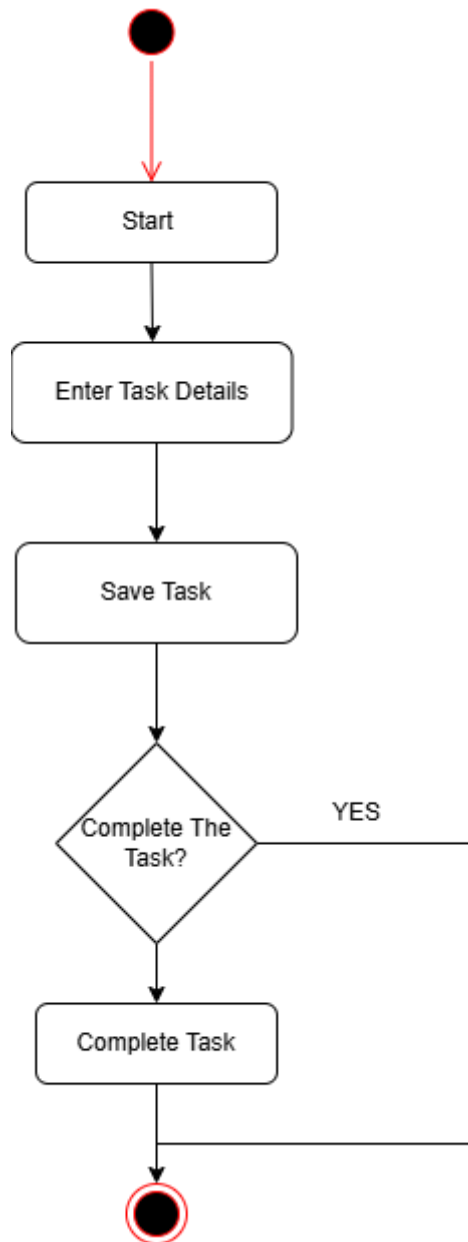 Start
Enter Task Details
Save Task
YES
Complete The
Task?
Complete Task